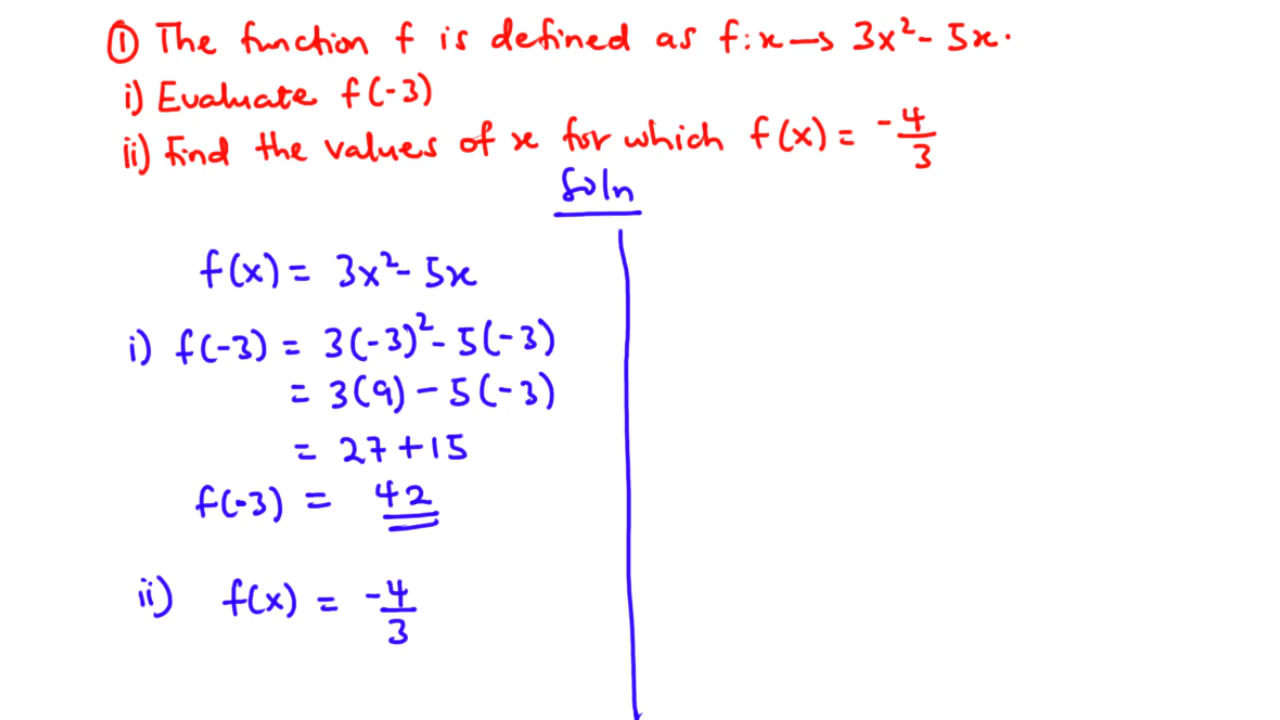 ① The function f is defined as f:x→ 3x²- 5x.
i) Evaluate f(-3)
ii) Find the values of x for which f(x) = -4/3
Soln
f(x) = 3x²- 5x
i) f(-3) = 3(-3)²- 5(-3)
= 3(9) - 5(-3)
= 27+15
f(-3) = 42
ii) f(x) = -4/3